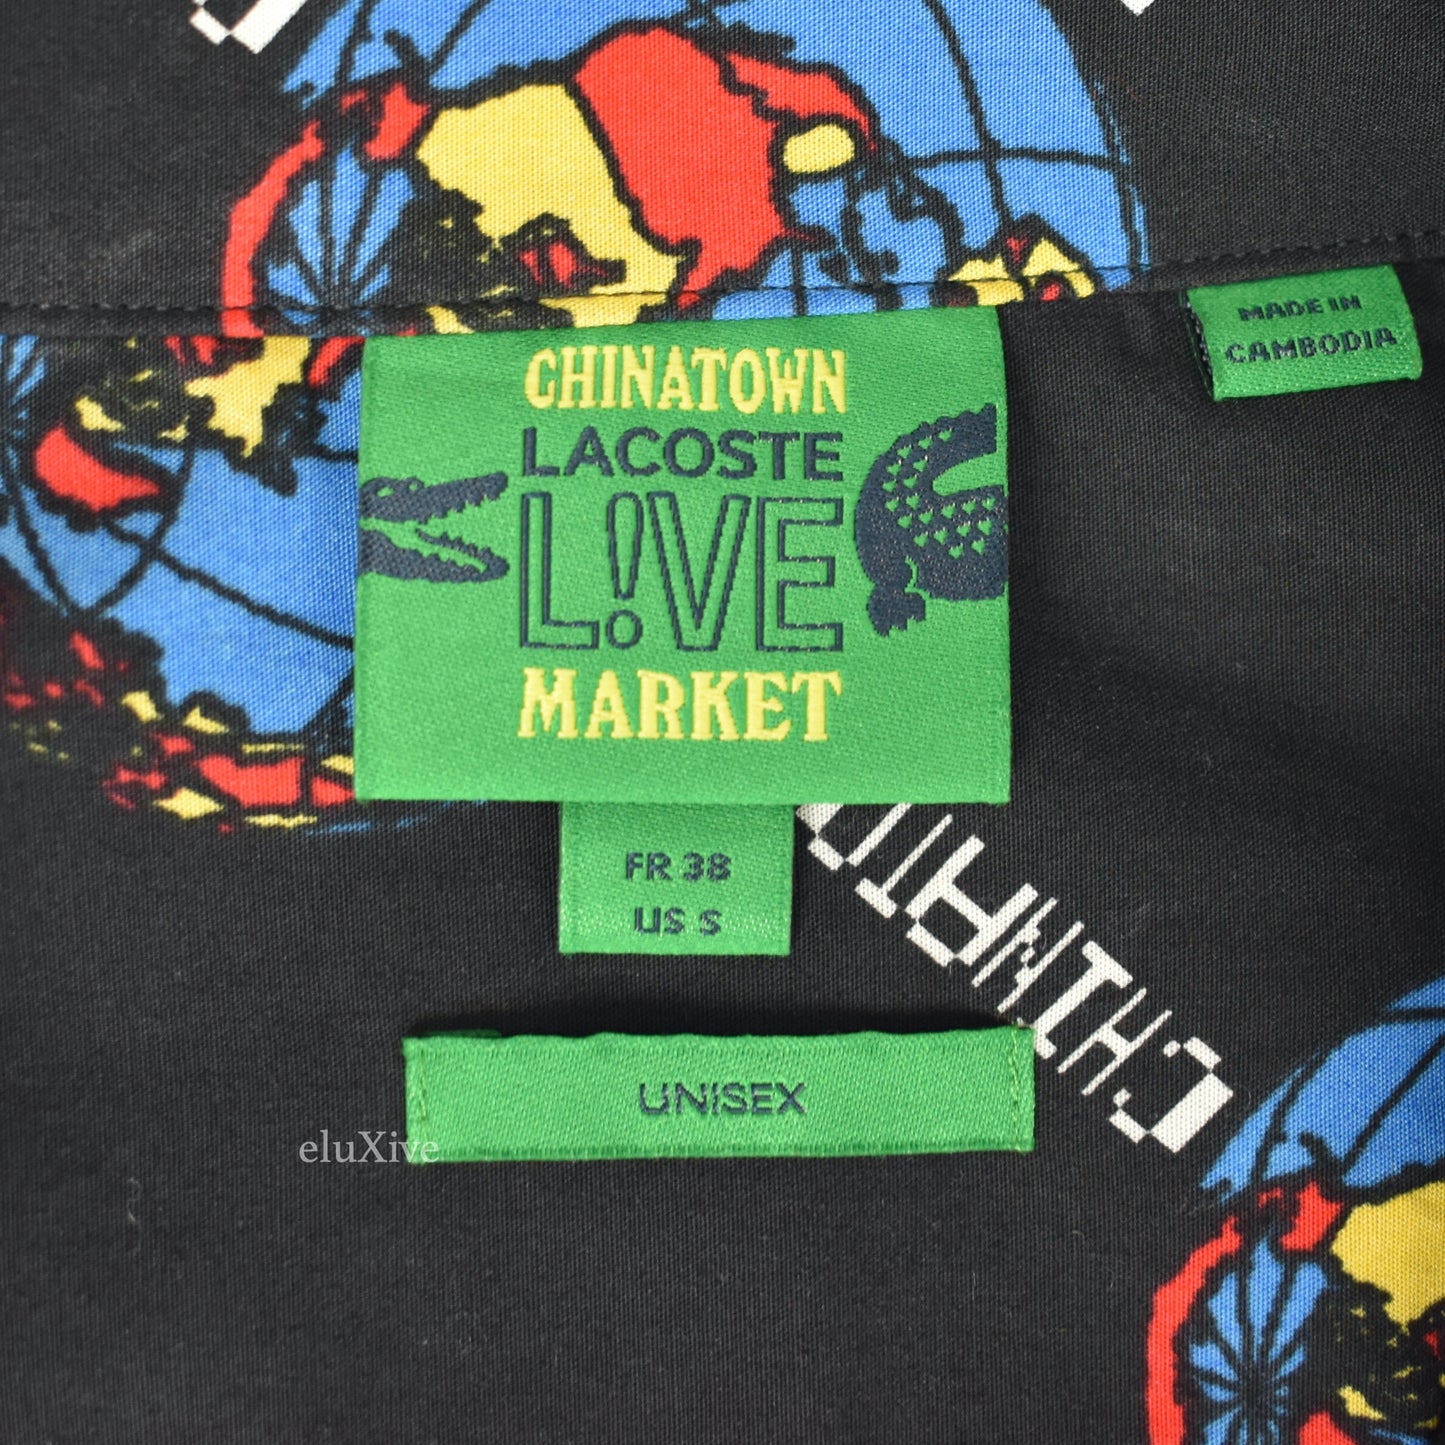 MADE IN
CAMBODIA
CHINATOWN
LACOSTE
L!VE
MARKET
FR 38
US S
CHINATO
UNISEX
eluXive